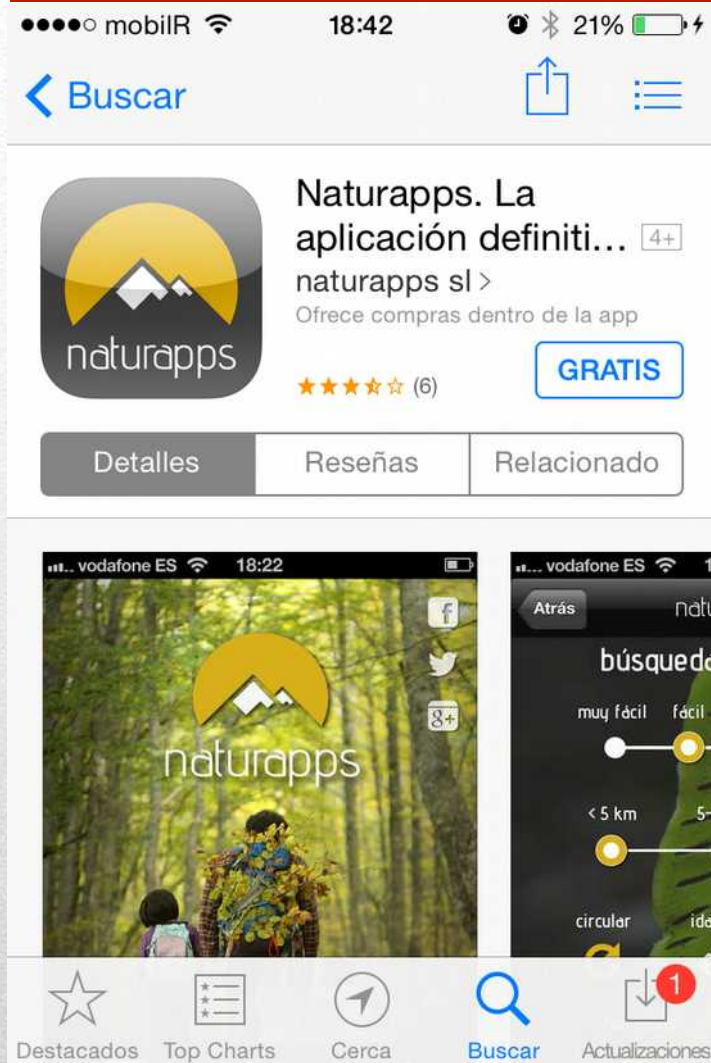 mobilR 18:42 21%
Buscar
Naturapps. La
aplicación definiti... 4+
naturapps sl >
Ofrece compras dentro de la app
(6) GRATIS
naturapps
Detalles Reseñas Relacionado
vodafone ES 18:22
f
8+
naturapps
... vodafone ES
Atrás
muy fácil fácil
< 5 km
circular
1
Destacados Top Charts Cerca Buscar Actualizaciones